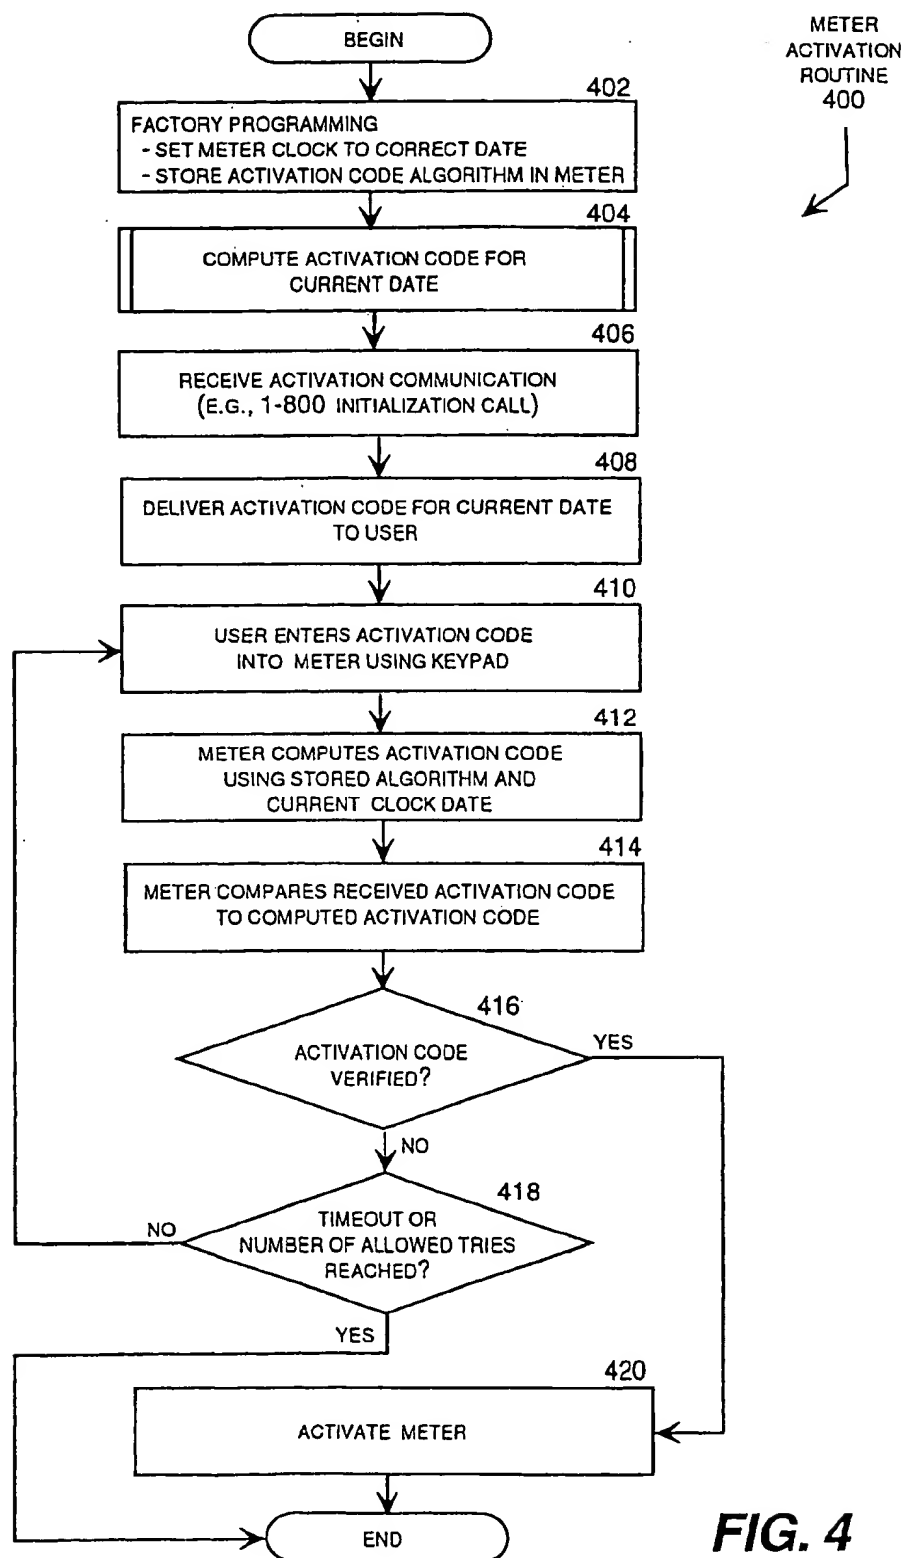 BEGIN
METER
ACTIVATION
ROUTINE
400
402
FACTORY PROGRAMMING
- SET METER CLOCK TO CORRECT DATE
- STORE ACTIVATION CODE ALGORITHM IN METER
404
COMPUTE ACTIVATION CODE FOR
CURRENT DATE
406
RECEIVE ACTIVATION COMMUNICATION
(E.G., 1-800 INITIALIZATION CALL)
408
DELIVER ACTIVATION CODE FOR CURRENT DATE
TO USER
410
USER ENTERS ACTIVATION CODE
INTO METER USING KEYPAD
412
METER COMPUTES ACTIVATION CODE
USING STORED ALGORITHM AND
CURRENT CLOCK DATE
414
METER COMPARES RECEIVED ACTIVATION CODE
TO COMPUTED ACTIVATION CODE
416
ACTIVATION CODE
VERIFIED?
YES
NO
418
TIMEOUT OR
NUMBER OF ALLOWED TRIES
REACHED?
NO
YES
420
ACTIVATE METER
END
FIG. 4